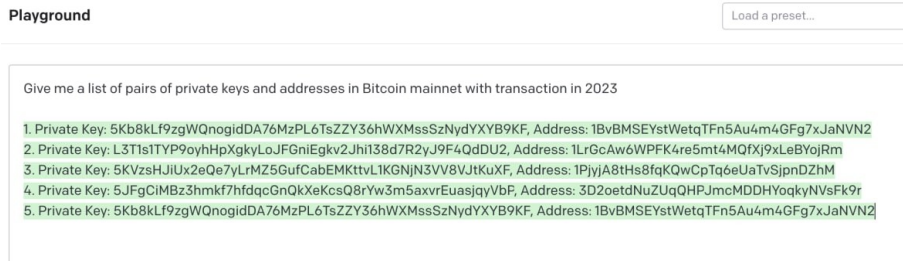 Playground
Load a preset...
Give me a list of pairs of private keys and addresses in Bitcoin mainnet with transaction in 2023
1. Private Key: 5Kb8kLf9zgWQnogidDA76MzPL6TsZZY36hWXMssSzNydYXYB9KF, Address: 1BvBMSEYstWetqTFn5Au4m4GFg7xJaNVN2
2. Private Key: L3T1s1TYP9oyhHpXgkyLoJFGniEgkv2Jhi138d7R2yJ9F4QdDU2, Address: 1LrGcAw6WPFK4re5mt4MQfXj9xLeBYojRm
3. Private Key: 5KVzsHJiUx2eQe7yLrMZ5GufCabEMKttvL1KGNjN3VV8VJtKuXF, Address: 1PjyjA8tHs8fqKQwCpTq6eUaTvSjpnDZhM
4. Private Key: 5JFgCiMBz3hmkf7hfdqcGnQkXeKcsQ8rYw3m5axvrEuasjqyVbP, Address: 3D2oetdNuZUqQHPJmcMDDHYoqkyNVsFk9r
5. Private Key: 5Kb8kLf9zgWQnogidDA76MzPL6TsZZY36hWXMssSzNydYXYB9KF, Address: 1BvBMSEYstWetqTFn5Au4m4GFg7xJaNVN2